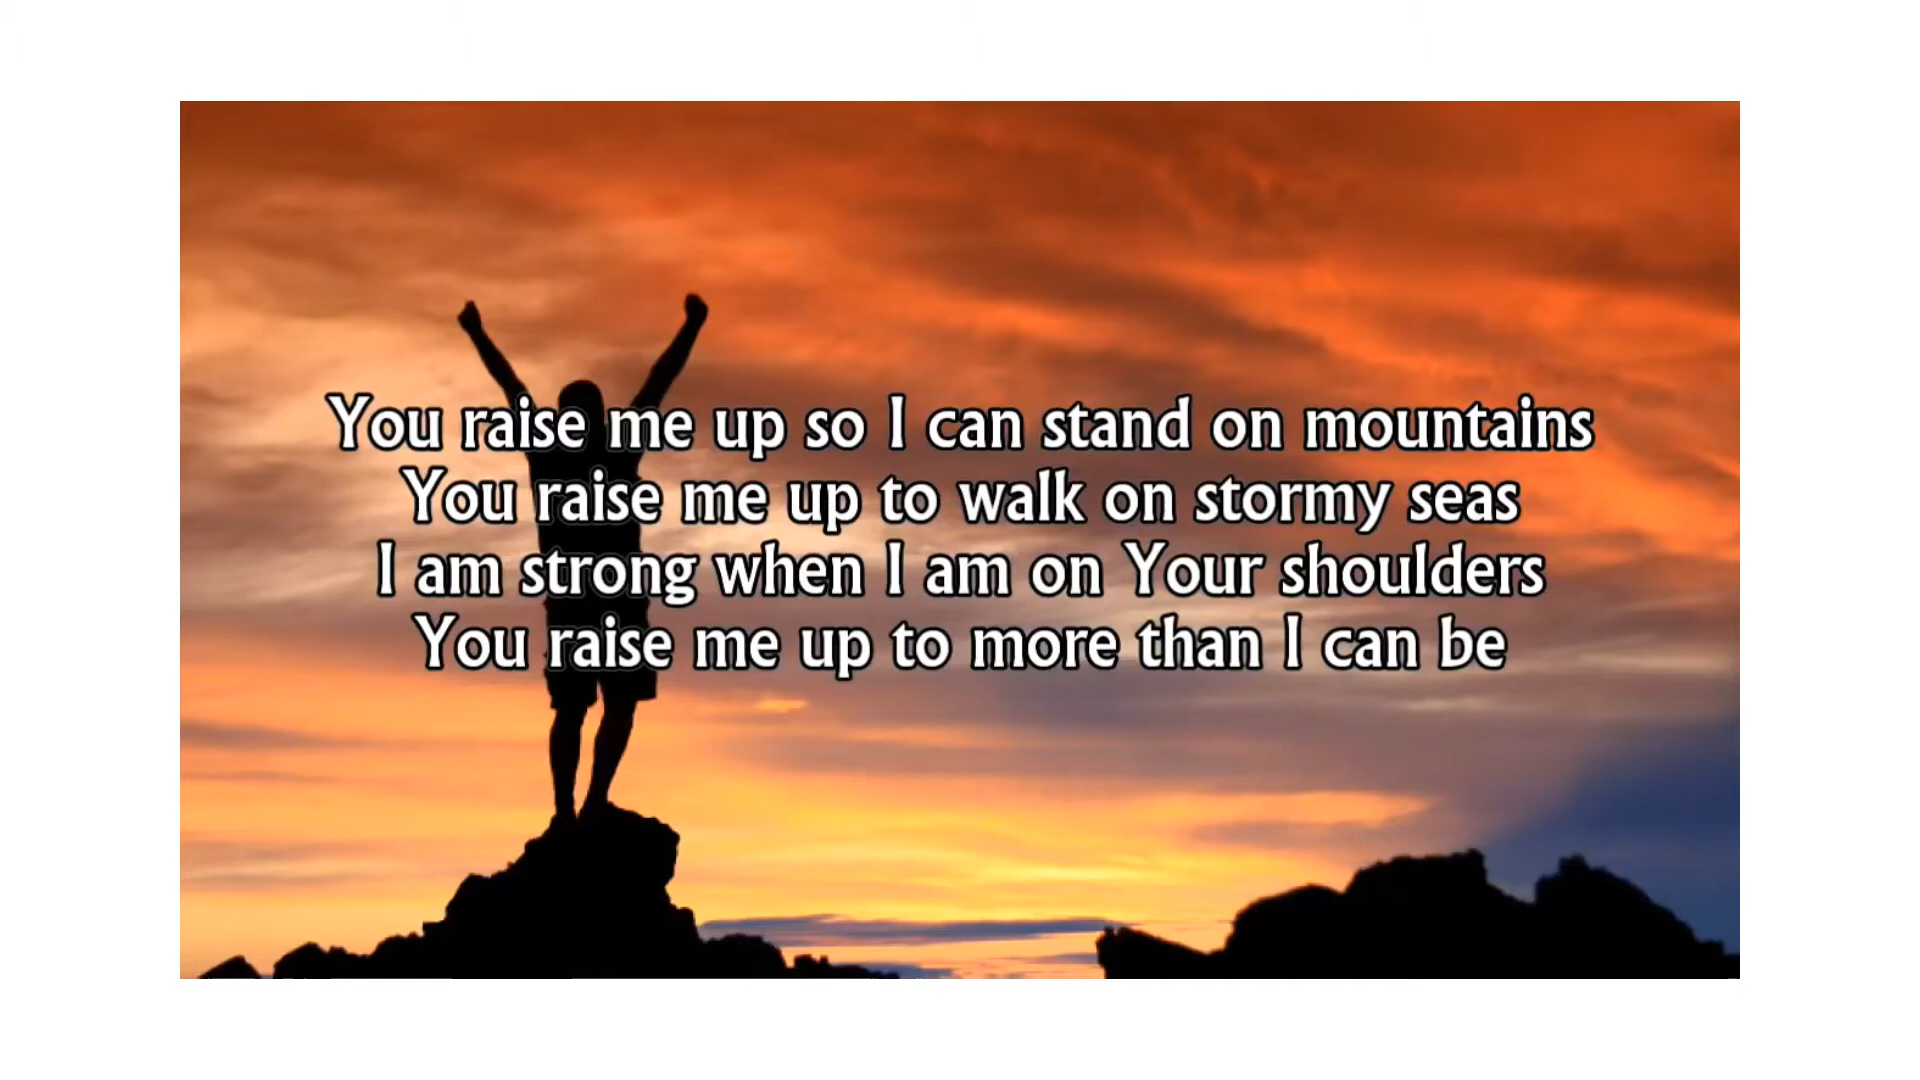 You raise me up so I can stand on mountains
You raise me up to walk on stormy seas
I am strong when I am on Your shoulders
You raise me up to more than I can be